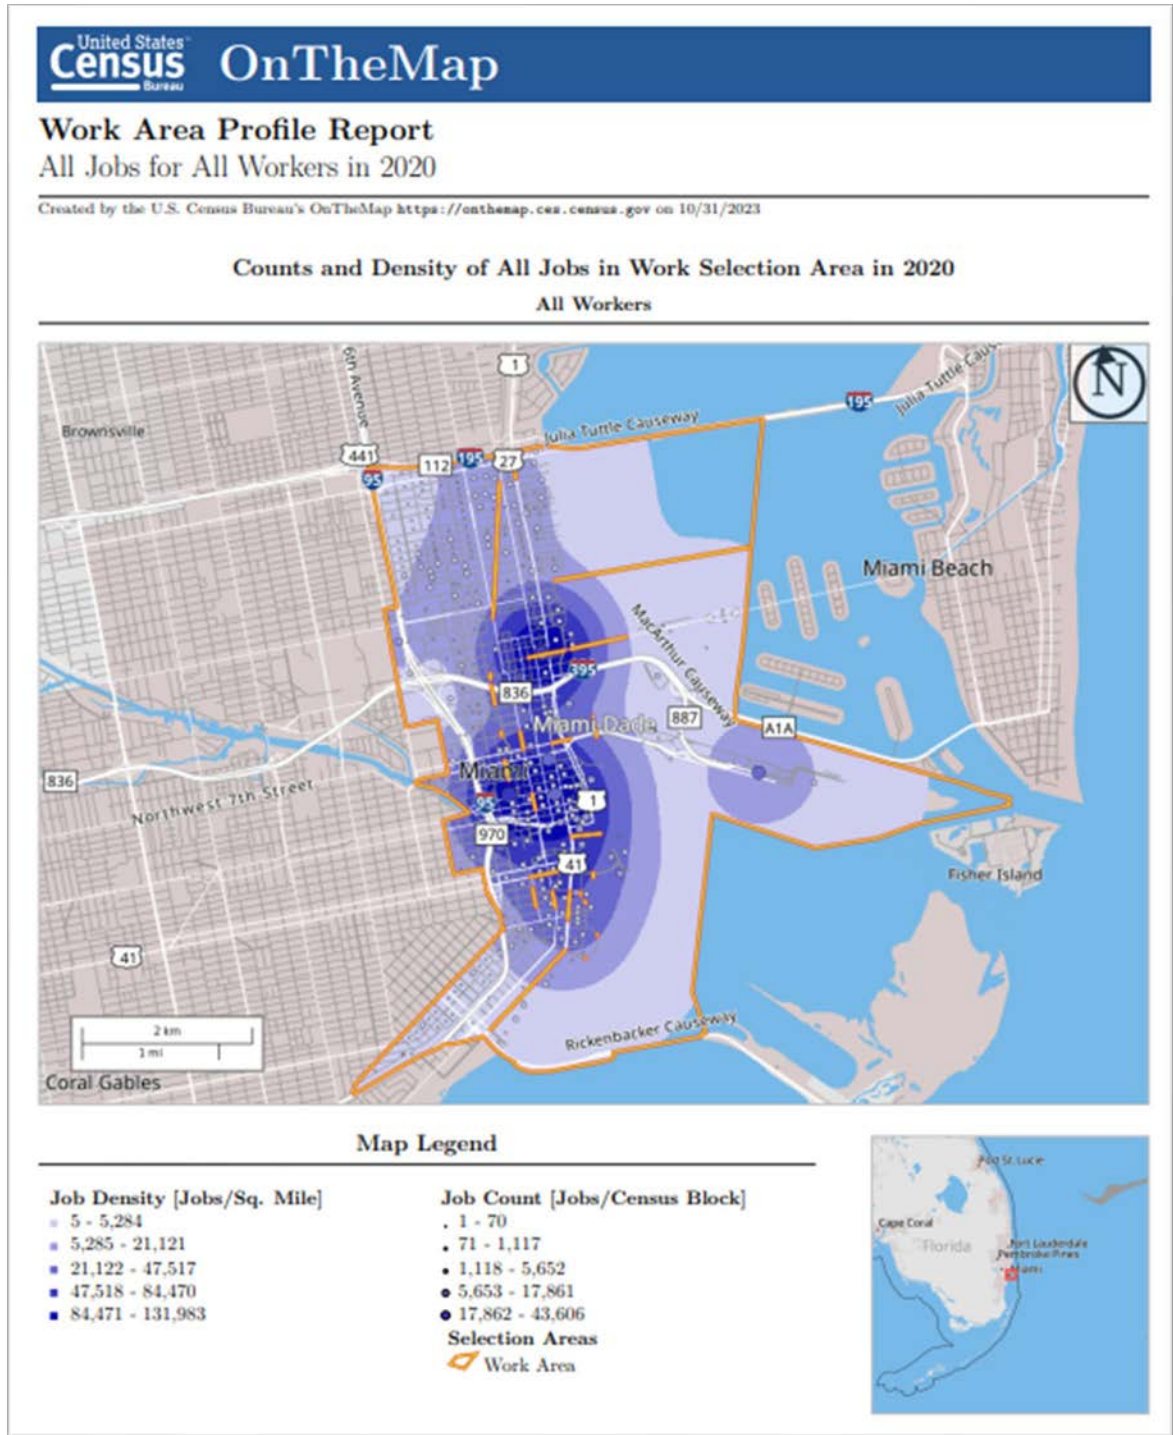 United States
Census
Bureau
OnTheMap
Work Area Profile Report
All Jobs for All Workers in 2020
Created by the U.S. Census Bureau's OnTheMap https://onthemap.ces.census.gov on 10/31/2023
Counts and Density of All Jobs in Work Selection Area in 2020
All Workers
N
1
6th Avenue
Julia Tuttle Caus
195
Julia Tuttle Causeway
Brownsville
441
112
195
27
95
Miami Beach
MacArthur Causeway
395
836
Miami Dade
887
A1A
Miami
836
Northwest 7th Street
95
1
970
41
Fisher Island
41
2 km
1 mi
Rickenbacker Causeway
Coral Gables
Map Legend
Job Density [Jobs/Sq. Mile]
5 - 5,284
5,285 - 21,121
21,122 - 47,517
47,518 - 84,470
84,471 - 131,983
Job Count [Jobs/Census Block]
1 - 70
71 - 1,117
1,118 - 5,652
5,653 - 17,861
17,862 - 43,606
Selection Areas
Work Area
Port St. Lucie
Cape Coral
Florida
Fort Lauderdale
Pembroke Pines
Miami